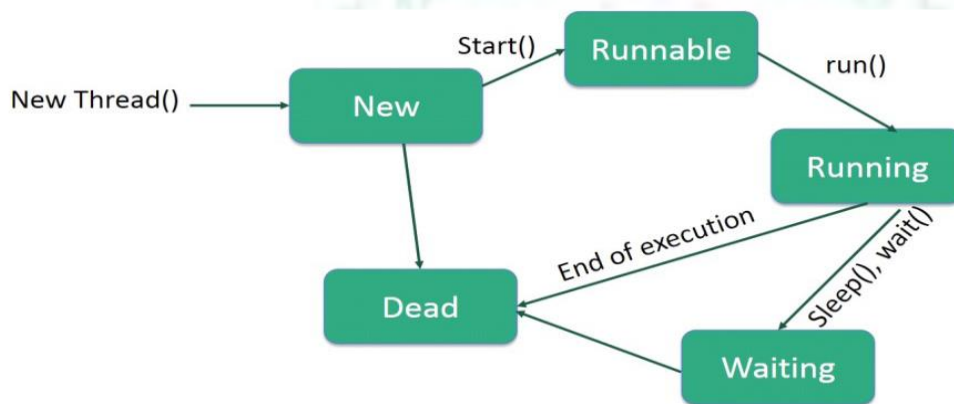 Start()
Runnable
run()
New Thread()
New
Running
End of execution
Sleep(), wait()
Dead
Waiting